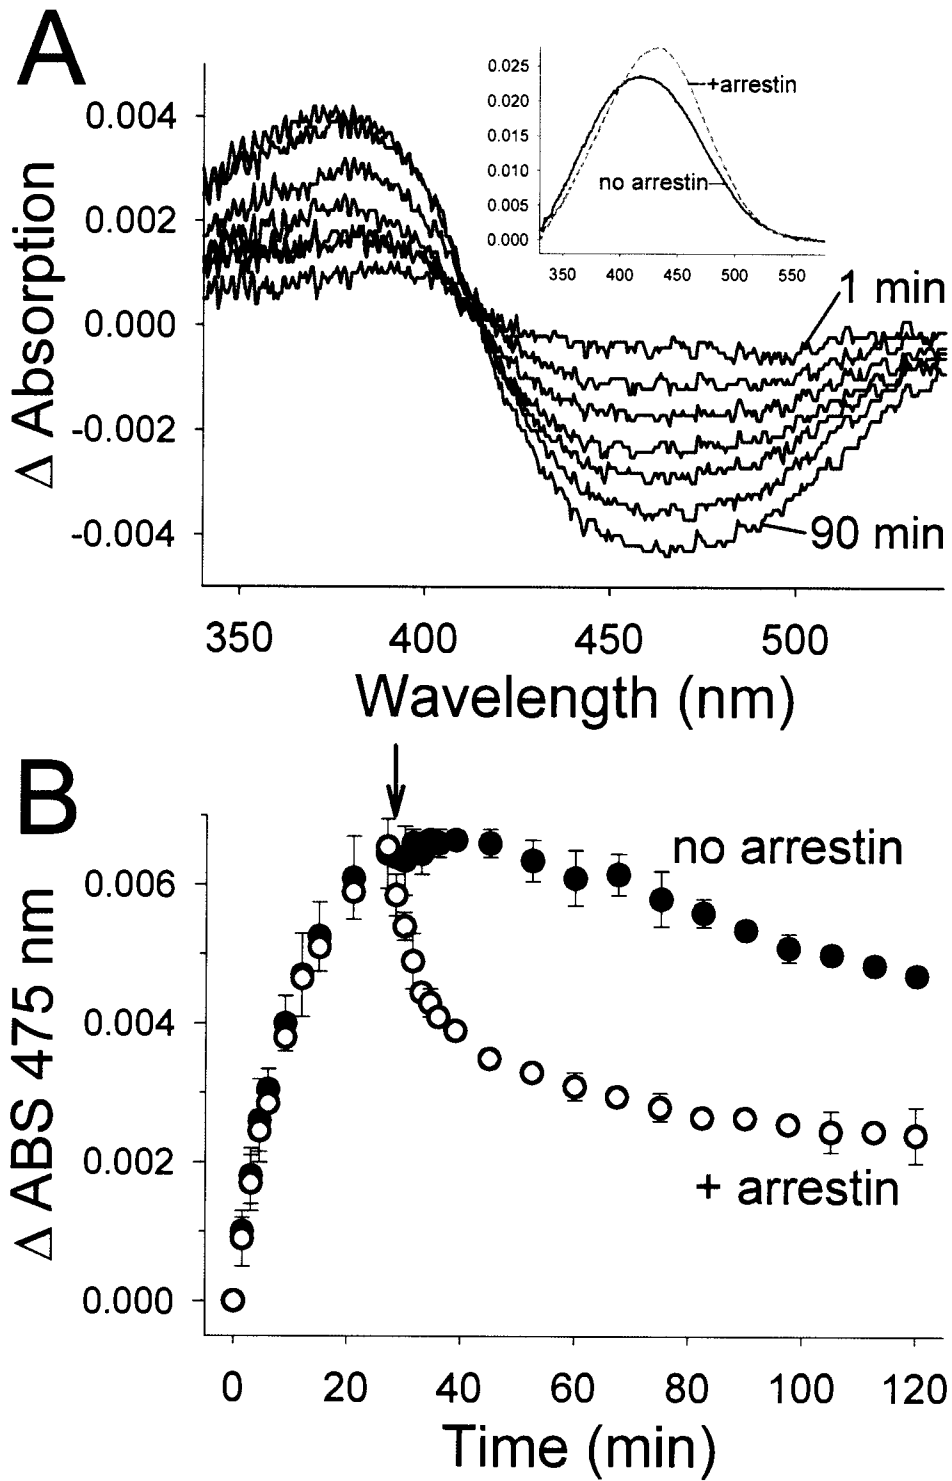 A
0.004
0.002
0.000
-0.002
-0.004
Δ Absorption
0.025
0.020
0.015
0.010
0.005
0.000
+arrestin
no arrestin
350 400 450 500 550
1 min
90 min
350 400 450 500
Wavelength (nm)
B
0.006
0.004
0.002
0.000
Δ ABS 475 nm
no arrestin
+ arrestin
0 20 40 60 80 100 120
Time (min)